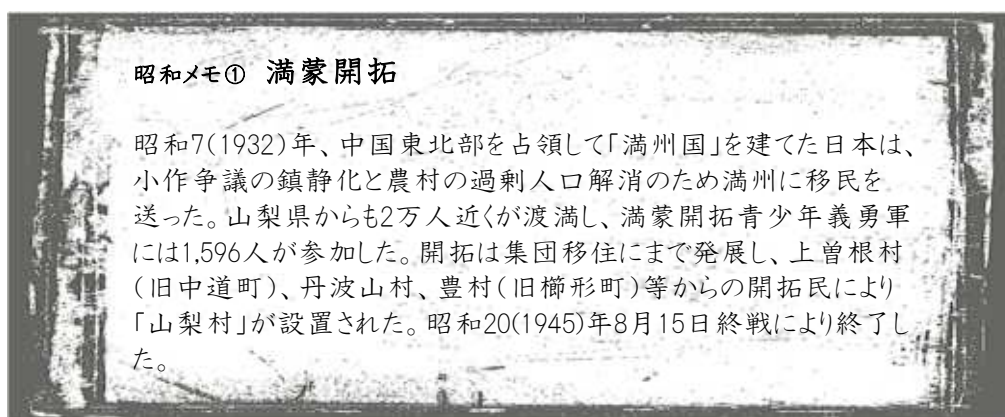 昭和メモ① 満蒙開拓
昭和7(1932)年、中国東北部を占領して「満州国」を建てた日本は、
小作争議の鎮静化と農村の過剰人口解消のため満州に移民を
送った。山梨県からも2万人近くが渡満し、満蒙開拓青少年義勇軍
には1,596人が参加した。開拓は集団移住にまで発展し、上曽根村
(旧中道町)、丹波山村、豊村(旧櫛形町)等からの開拓民により
「山梨村」が設置された。昭和20(1945)年8月15日終戦により終了し
た。